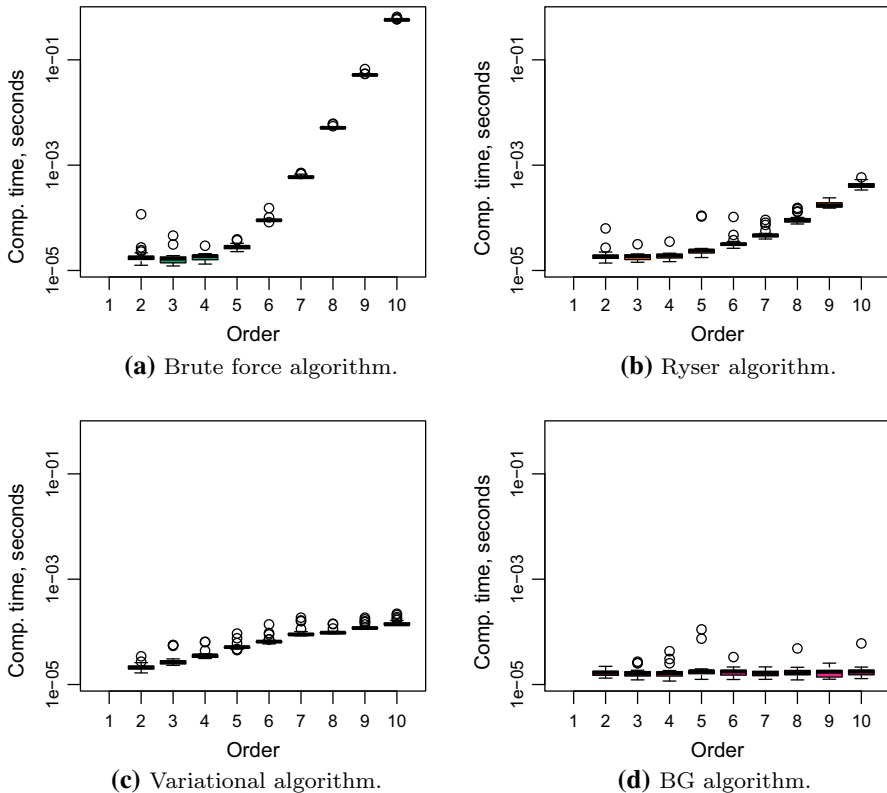 Comp. time, seconds
1e-05 1e-03 1e-01
1 2 3 4 5 6 7 8 9 10
Order
(a) Brute force algorithm.
Comp. time, seconds
1e-05 1e-03 1e-01
1 2 3 4 5 6 7 8 9 10
Order
(b) Ryser algorithm.
Comp. time, seconds
1e-05 1e-03 1e-01
1 2 3 4 5 6 7 8 9 10
Order
(c) Variational algorithm.
Comp. time, seconds
1e-05 1e-03 1e-01
1 2 3 4 5 6 7 8 9 10
Order
(d) BG algorithm.